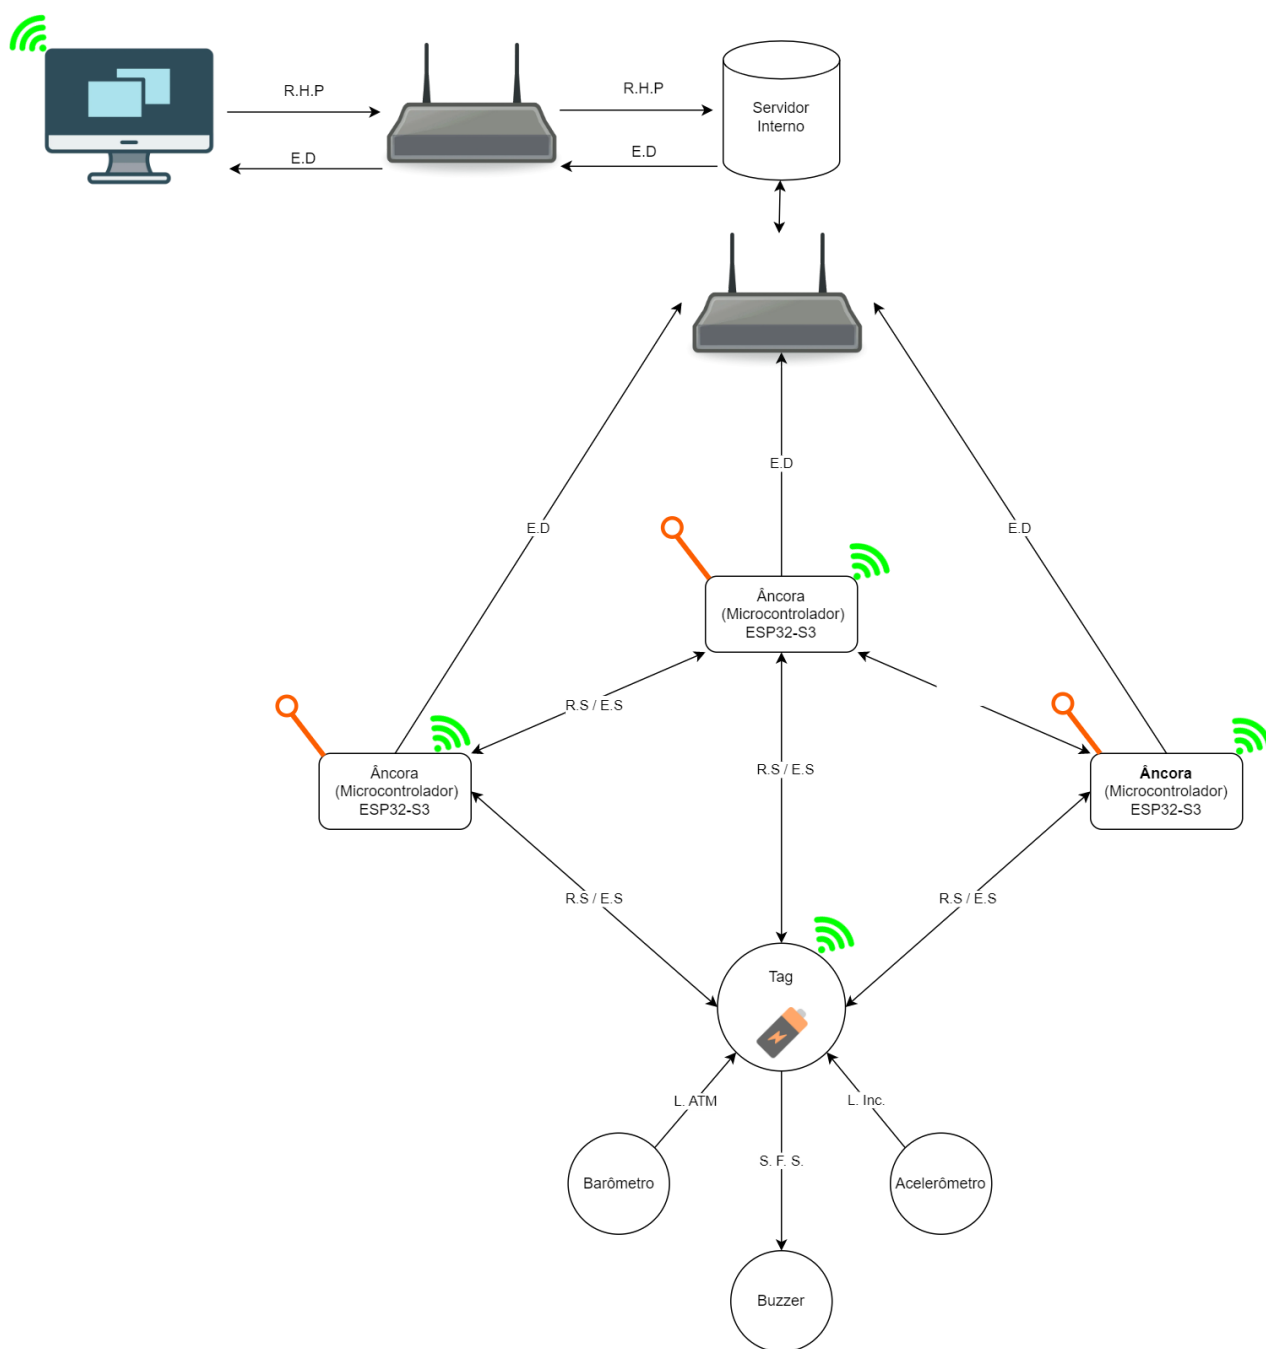 R.H.P
R.H.P
E.D
E.D
Servidor
Interno
E.D
E.D
E.D
Âncora
(Microcontrolador)
ESP32-S3
R.S / E.S
R.S / E.S
Âncora
(Microcontrolador)
ESP32-S3
Âncora
(Microcontrolador)
ESP32-S3
R.S / E.S
R.S / E.S
Tag
L. ATM
L. Inc.
S. F. S.
Barômetro
Acelerômetro
Buzzer